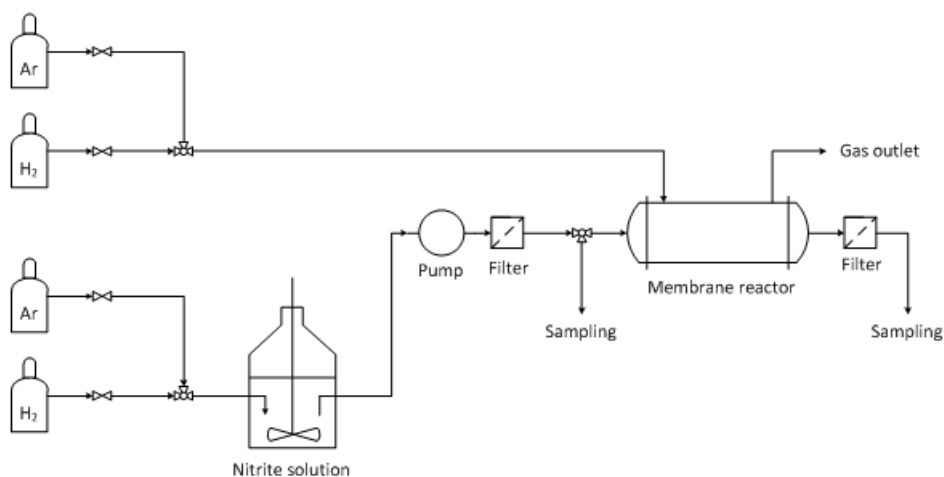 Ar
H₂
Gas outlet
Pump
Filter
Filter
Membrane reactor
Sampling
Sampling
Ar
H₂
Nitrite solution